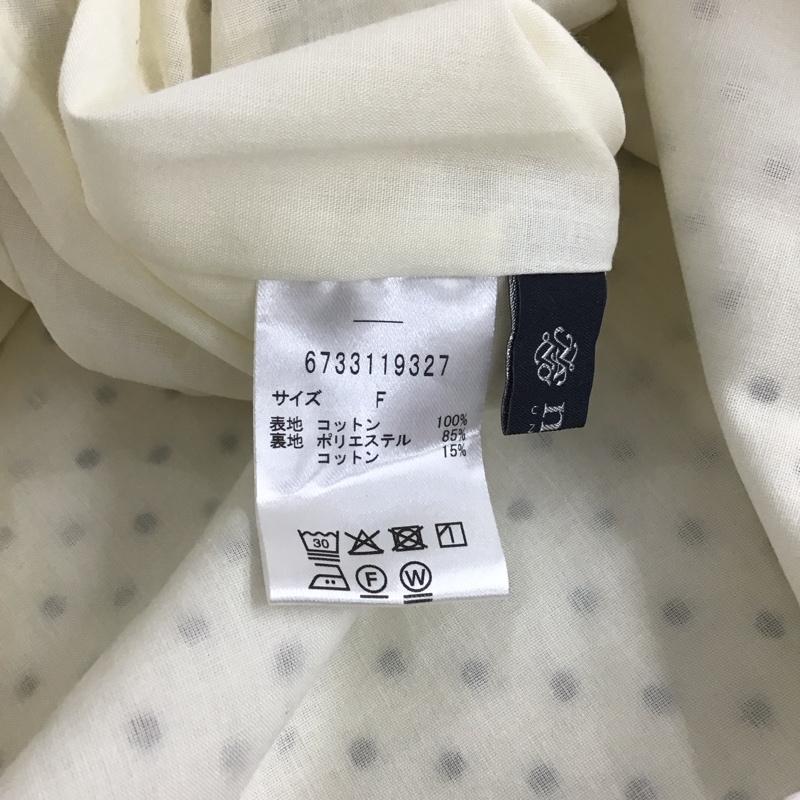 6733119327
サイズ F
表地 コットン 100%
裏地 ポリエステル 85%
コットン 15%
30
F
W